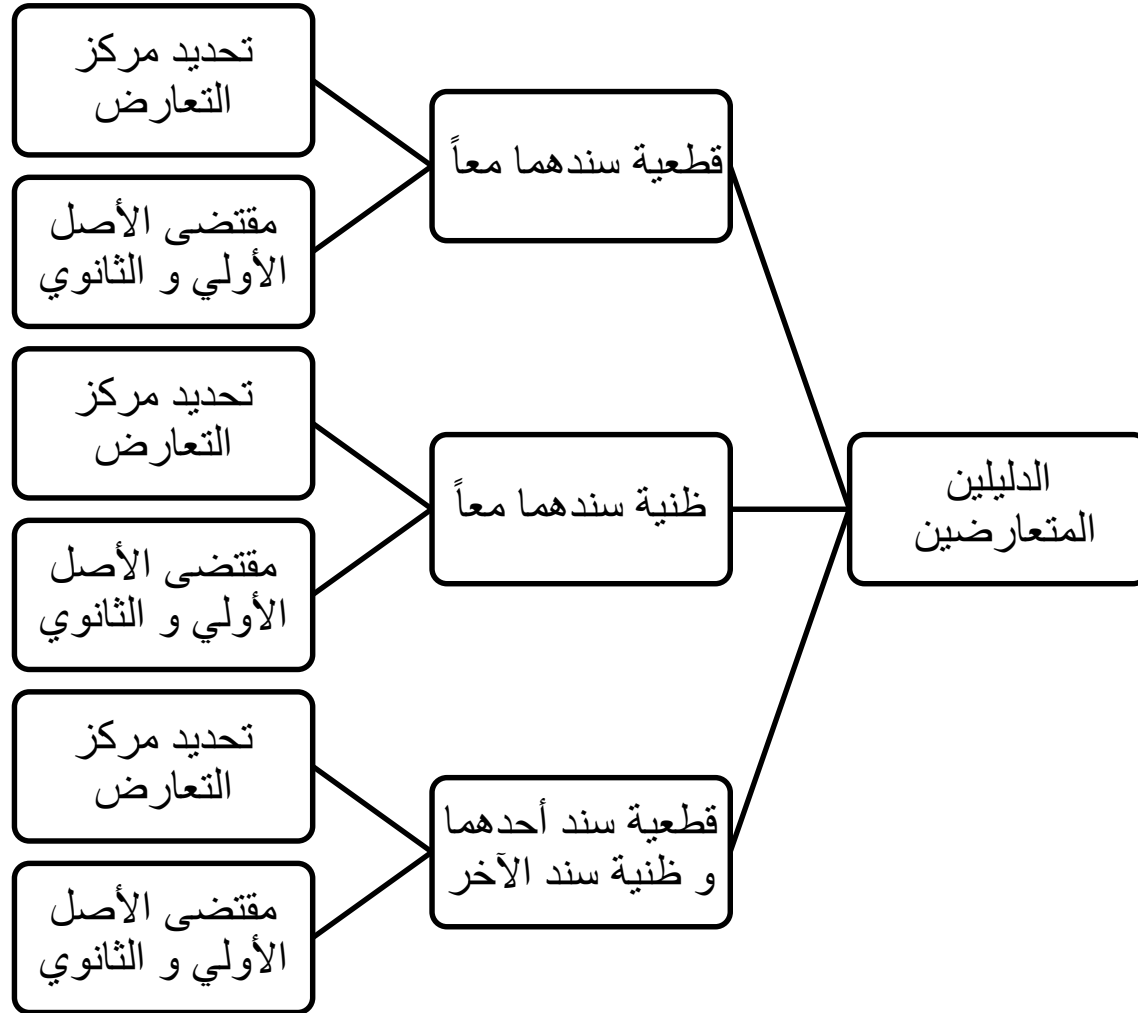 الدليلين
المتعارضين
قطعية سندهما معاً
تحديد مركز
التعارض
مقتضى الأصل
الأولي و الثانوي
ظنية سندهما معاً
تحديد مركز
التعارض
مقتضى الأصل
الأولي و الثانوي
قطعية سند أحدهما
و ظنية سند الآخر
تحديد مركز
التعارض
مقتضى الأصل
الأولي و الثانوي